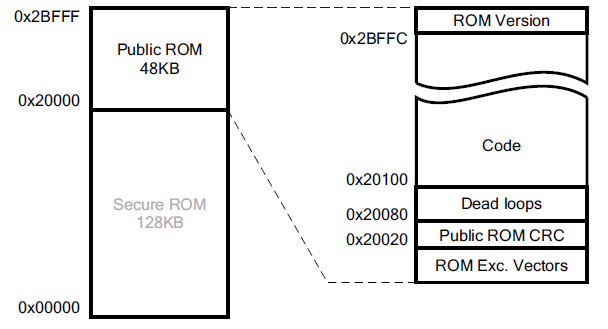 0x2BFFF
Public ROM
48KB
0x20000
Secure ROM
128KB
0x00000
ROM Version
0x2BFFC
Code
0x20100
Dead loops
0x20080
Public ROM CRC
0x20020
ROM Exc. Vectors